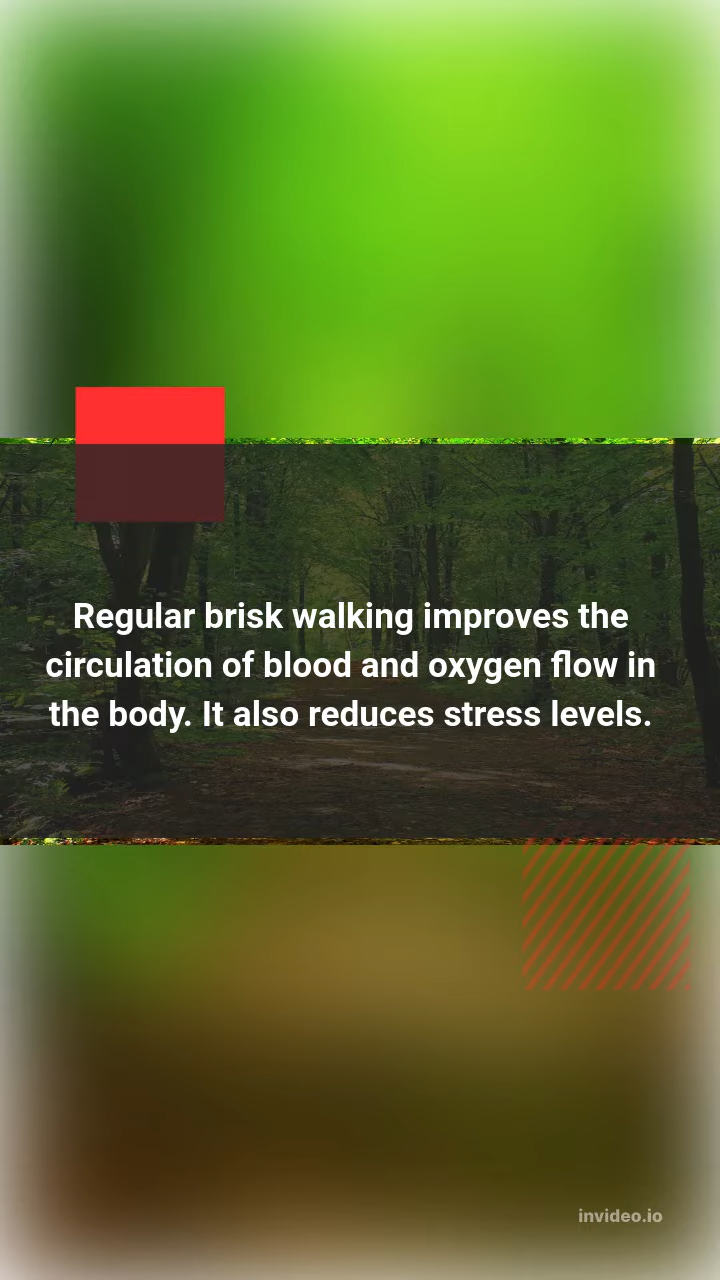 Regular brisk walking improves the
circulation of blood and oxygen flow in
the body. It also reduces stress levels.
invideo.io